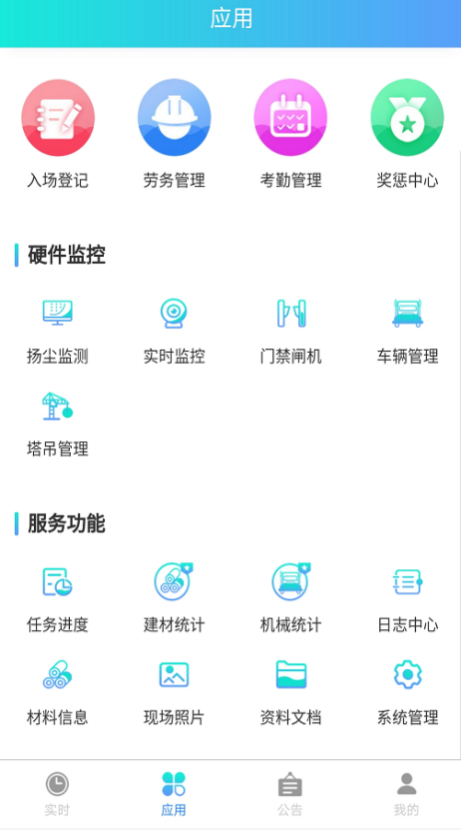 应用
入场登记 劳务管理 考勤管理 奖惩中心
硬件监控
扬尘监测 实时监控 门禁闸机 车辆管理
塔吊管理
服务功能
任务进度 建材统计 机械统计 日志中心
材料信息 现场照片 资料文档 系统管理
实时 应用 公告 我的